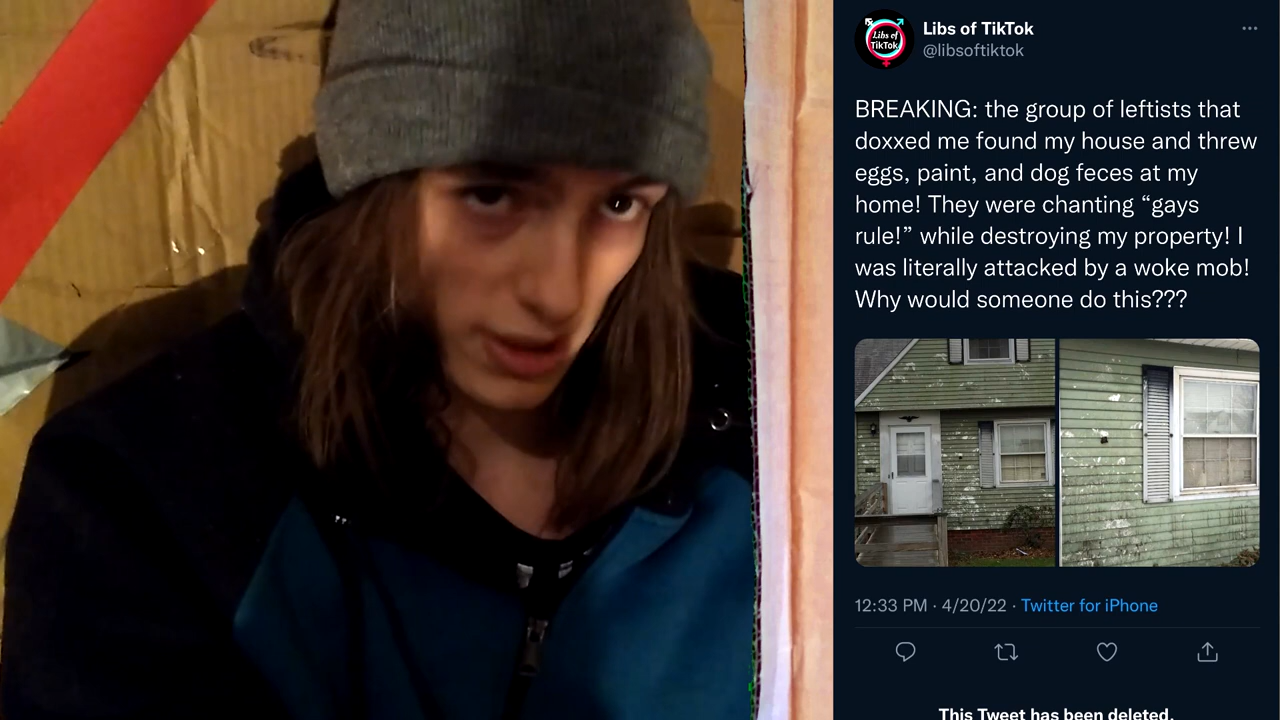 Libs of TikTok
@libsoftiktok
Libs of
TikTok
BREAKING: the group of leftists that
doxxed me found my house and threw
eggs, paint, and dog feces at my
home! They were chanting “gays
rule!” while destroying my property! I
was literally attacked by a woke mob!
Why would someone do this???
12:33 PM · 4/20/22 · Twitter for iPhone
This Tweet has been deleted.